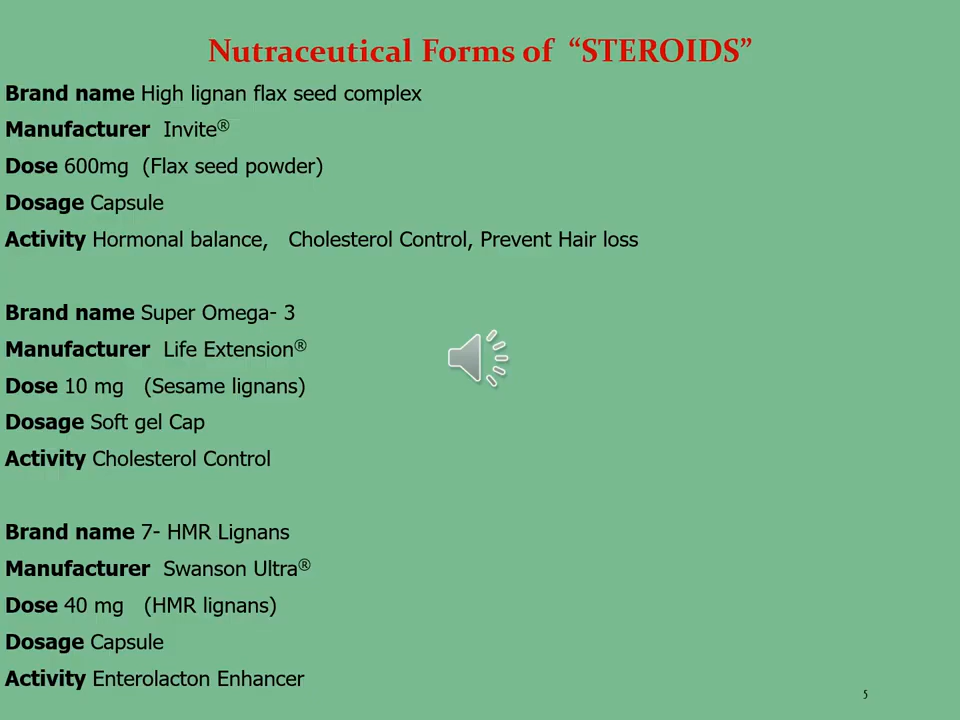 Nutraceutical Forms of “STEROIDS”
Brand name High lignan flax seed complex
Manufacturer Invite®
Dose 600mg (Flax seed powder)
Dosage Capsule
Activity Hormonal balance, Cholesterol Control, Prevent Hair loss
Brand name Super Omega- 3
Manufacturer Life Extension®
Dose 10 mg (Sesame lignans)
Dosage Soft gel Cap
Activity Cholesterol Control
Brand name 7- HMR Lignans
Manufacturer Swanson Ultra®
Dose 40 mg (HMR lignans)
Dosage Capsule
Activity Enterolacton Enhancer
5